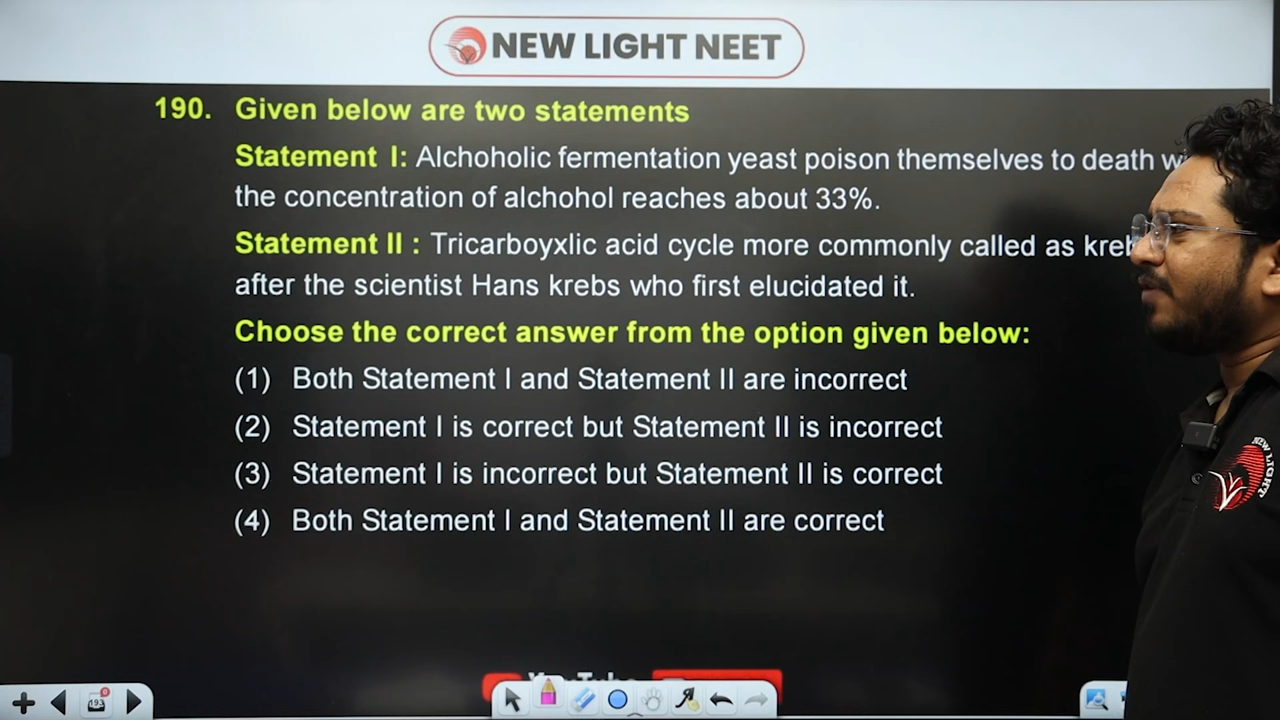 NEW LIGHT NEET
190. Given below are two statements
Statement I: Alchoholic fermentation yeast poison themselves to death
the concentration of alchohol reaches about 33%.
Statement II : Tricarboyxlic acid cycle more commonly called as
after the scientist Hans krebs who first elucidated it.
Choose the correct answer from the option given below:
(1) Both Statement I and Statement II are incorrect
(2) Statement I is correct but Statement II is incorrect
(3) Statement I is incorrect but Statement II is correct
(4) Both Statement I and Statement II are correct
NEW LIGHT
193